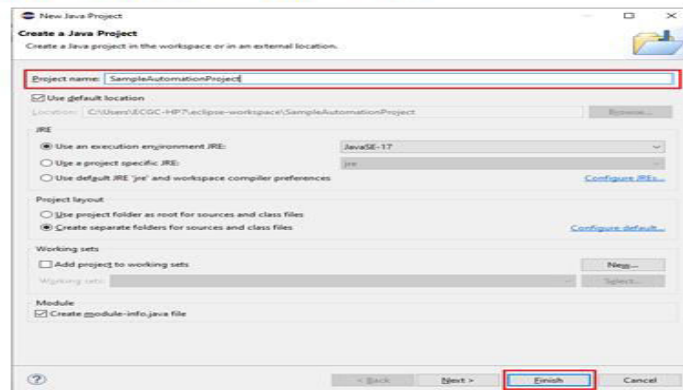 New Java Project
Create a Java Project
Create a Java project in the workspace or in an external location.
Project name: SampleAutomationProject
Use default location
Location: C:\Users\ECGC-HP7\eclipse-workspace\SampleAutomationProject Browse...
JRE
Use an execution environment JRE: JavaSE-17
Use a project specific JRE: jre
Use default JRE 'jre' and workspace compiler preferences Configure JREs...
Project layout
Use project folder as root for sources and class files
Create separate folders for sources and class files Configure default...
Working sets
Add project to working sets New...
Working sets: Select...
Module
Create module-info.java file
< Back Next > Finish Cancel